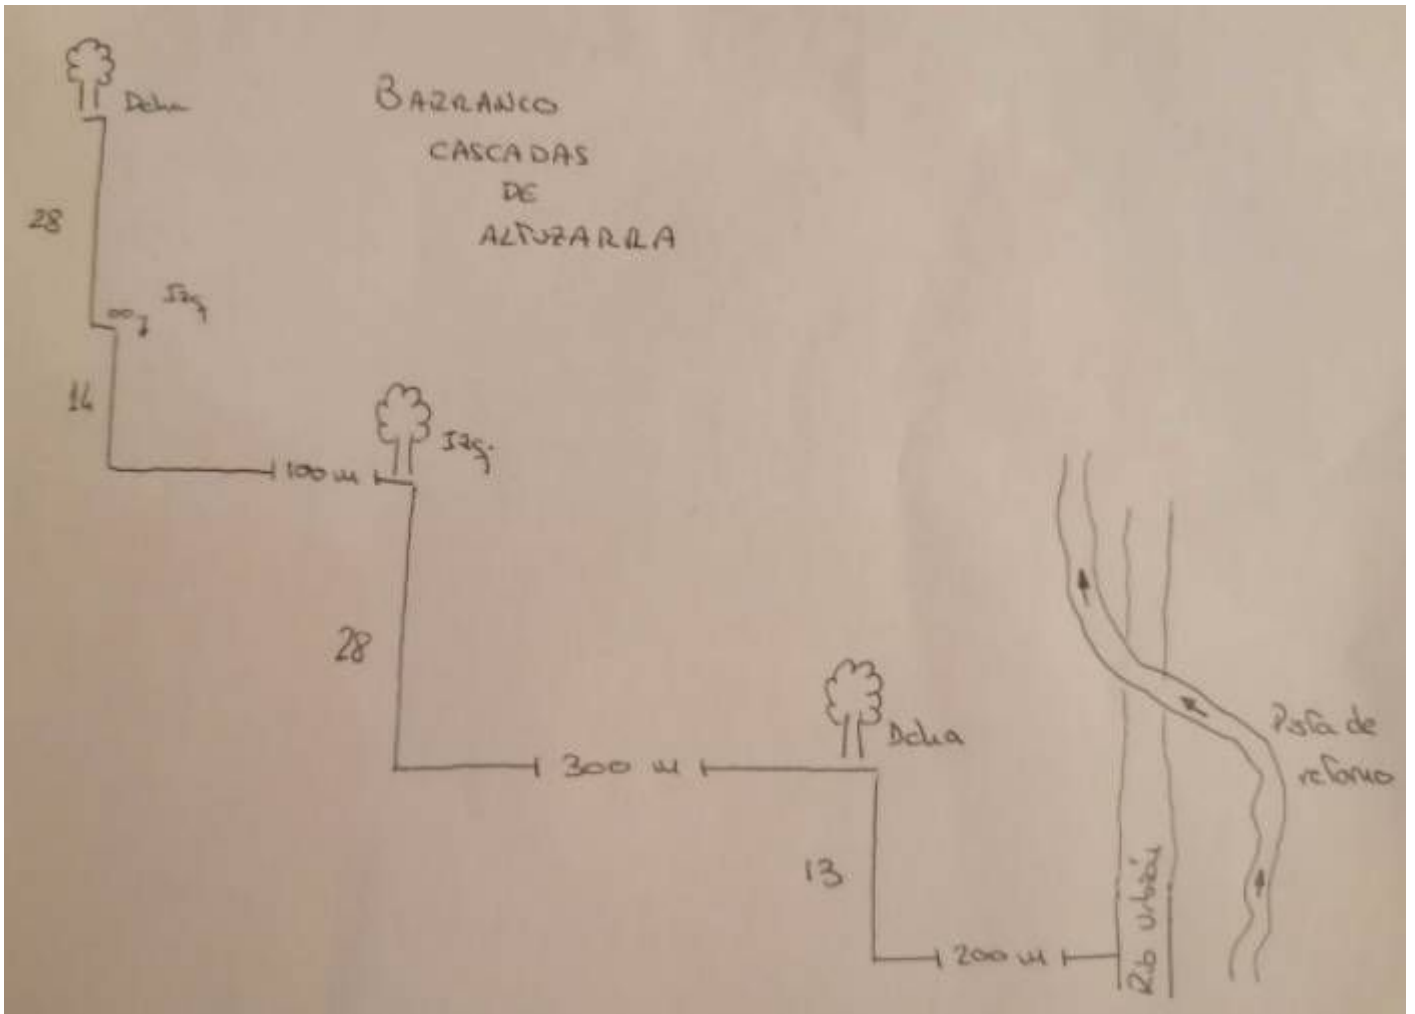 BARRANCO
CASCADAS
DE
ALTUZARRA
Dcha
28
Izq
14
100 m
Izq.
28
300 m
Dcha
13
200 m
Río Urbión
Pista de
retorno